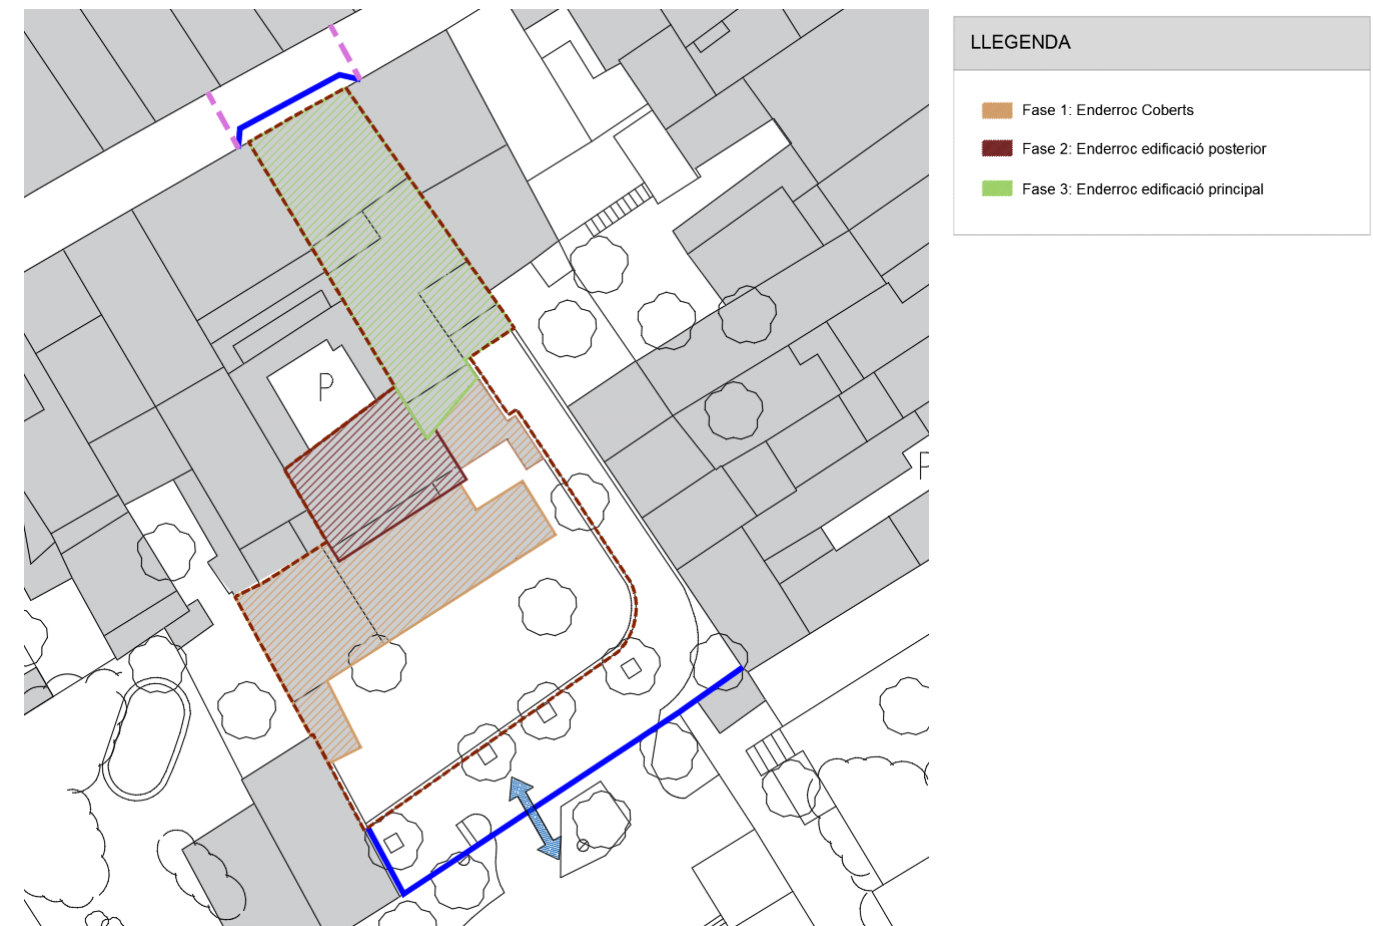 LLEGENDA
Fase 1: Enderroc Coberts
Fase 2: Enderroc edificació posterior
Fase 3: Enderroc edificació principal
P
P